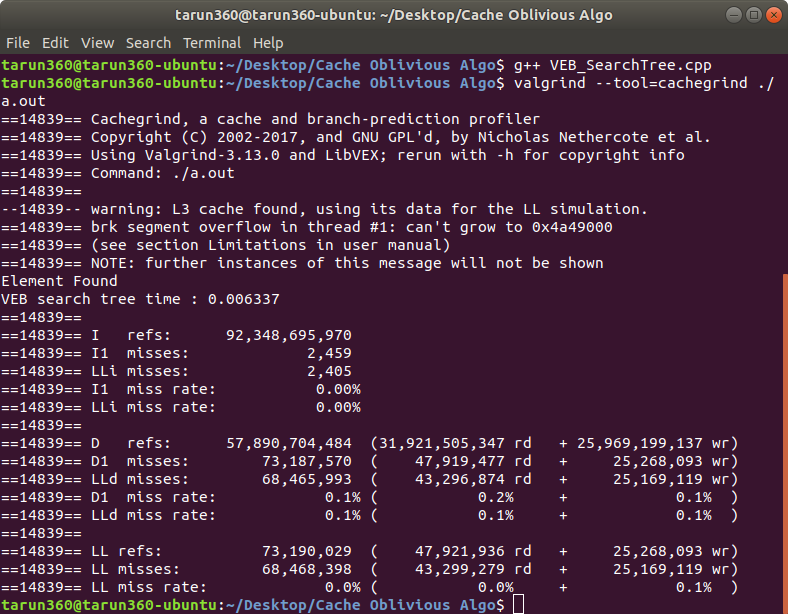 tarun360@tarun360-ubuntu: ~/Desktop/Cache Oblivious Algo
File Edit View Search Terminal Help
tarun360@tarun360-ubuntu:~/Desktop/Cache Oblivious Algo$ g++ VEB_SearchTree.cpp
tarun360@tarun360-ubuntu:~/Desktop/Cache Oblivious Algo$ valgrind --tool=cachegrind ./
a.out
==14839== Cachegrind, a cache and branch-prediction profiler
==14839== Copyright (C) 2002-2017, and GNU GPL'd, by Nicholas Nethercote et al.
==14839== Using Valgrind-3.13.0 and LibVEX; rerun with -h for copyright info
==14839== Command: ./a.out
==14839==
--14839-- warning: L3 cache found, using its data for the LL simulation.
==14839== brk segment overflow in thread #1: can't grow to 0x4a49000
==14839== (see section Limitations in user manual)
==14839== NOTE: further instances of this message will not be shown
Element Found
VEB search tree time : 0.006337
==14839==
==14839== I   refs:      92,348,695,970
==14839== I1  misses:             2,459
==14839== LLi misses:             2,405
==14839== I1  miss rate:           0.00%
==14839== LLi miss rate:           0.00%
==14839==
==14839== D   refs:      57,890,704,484  (31,921,505,347 rd   + 25,969,199,137 wr)
==14839== D1  misses:        73,187,570  (    47,919,477 rd   +     25,268,093 wr)
==14839== LLd misses:        68,465,993  (    43,296,874 rd   +     25,169,119 wr)
==14839== D1  miss rate:            0.1% (           0.2%     +            0.1%  )
==14839== LLd miss rate:            0.1% (           0.1%     +            0.1%  )
==14839==
==14839== LL refs:           73,190,029  (    47,921,936 rd   +     25,268,093 wr)
==14839== LL misses:         68,468,398  (    43,299,279 rd   +     25,169,119 wr)
==14839== LL miss rate:             0.0% (           0.0%     +            0.1%  )
tarun360@tarun360-ubuntu:~/Desktop/Cache Oblivious Algo$